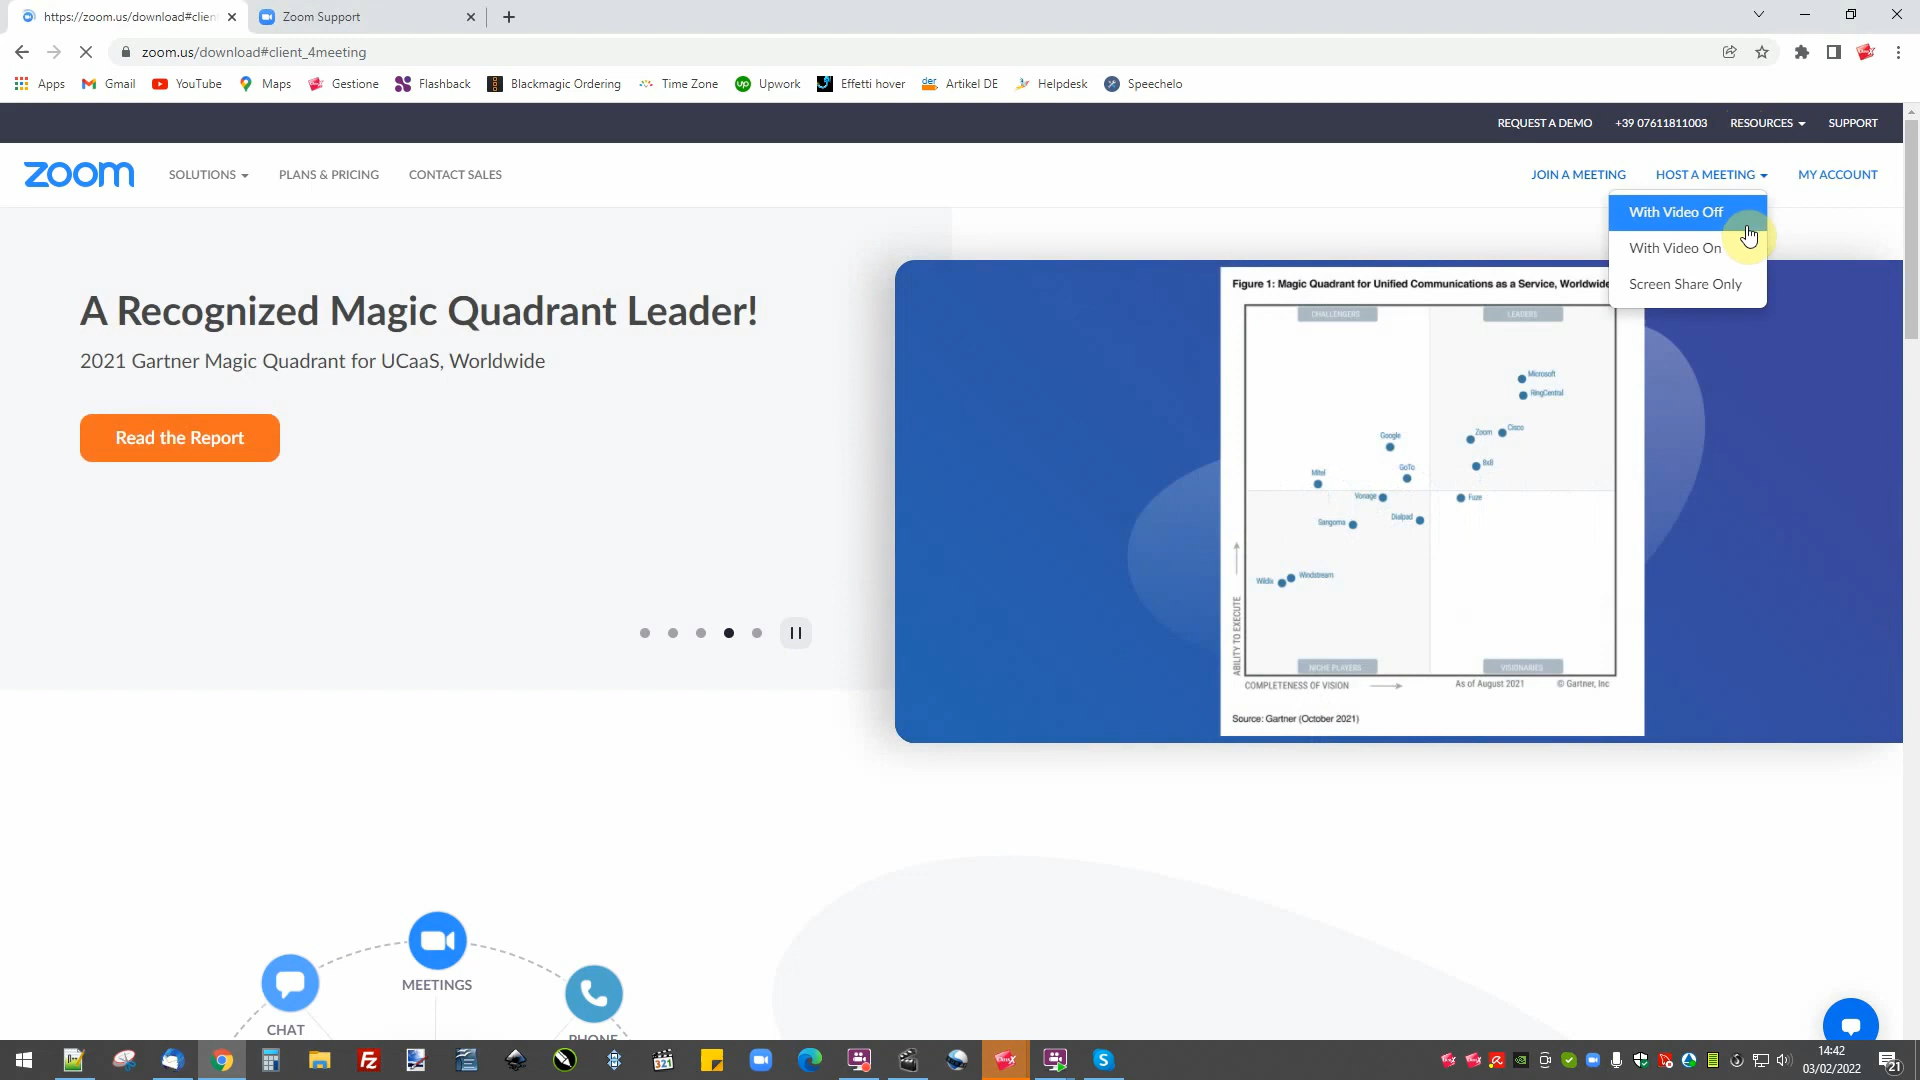 https://zoom.us/download#clien
Zoom Support
zoom.us/download#client_4meeting
Apps
Gmail
YouTube
Maps
Gestione
Flashback
Blackmagic Ordering
Time Zone
Upwork
Effetti hover
Artikel DE
Helpdesk
Speechelo
REQUEST A DEMO
+39 07611811003
RESOURCES
SUPPORT
zoom
SOLUTIONS
PLANS & PRICING
CONTACT SALES
JOIN A MEETING
HOST A MEETING
MY ACCOUNT
With Video Off
With Video On
Screen Share Only
A Recognized Magic Quadrant Leader!
2021 Gartner Magic Quadrant for UCaaS, Worldwide
Read the Report
Figure 1: Magic Quadrant for Unified Communications as a Service, Worldwide
CHALLENGERS
LEADERS
Microsoft
RingCentral
Google
Zoom
Cisco
Mitel
GoTo
8x8
Vonage
Fuze
Sangoma
Dialpad
Wildix
Windstream
ABILITY TO EXECUTE
NICHE PLAYERS
VISIONARIES
COMPLETENESS OF VISION
As of August 2021
© Gartner, Inc
Source: Gartner (October 2021)
MEETINGS
CHAT
PHONE
14:42
03/02/2022
21